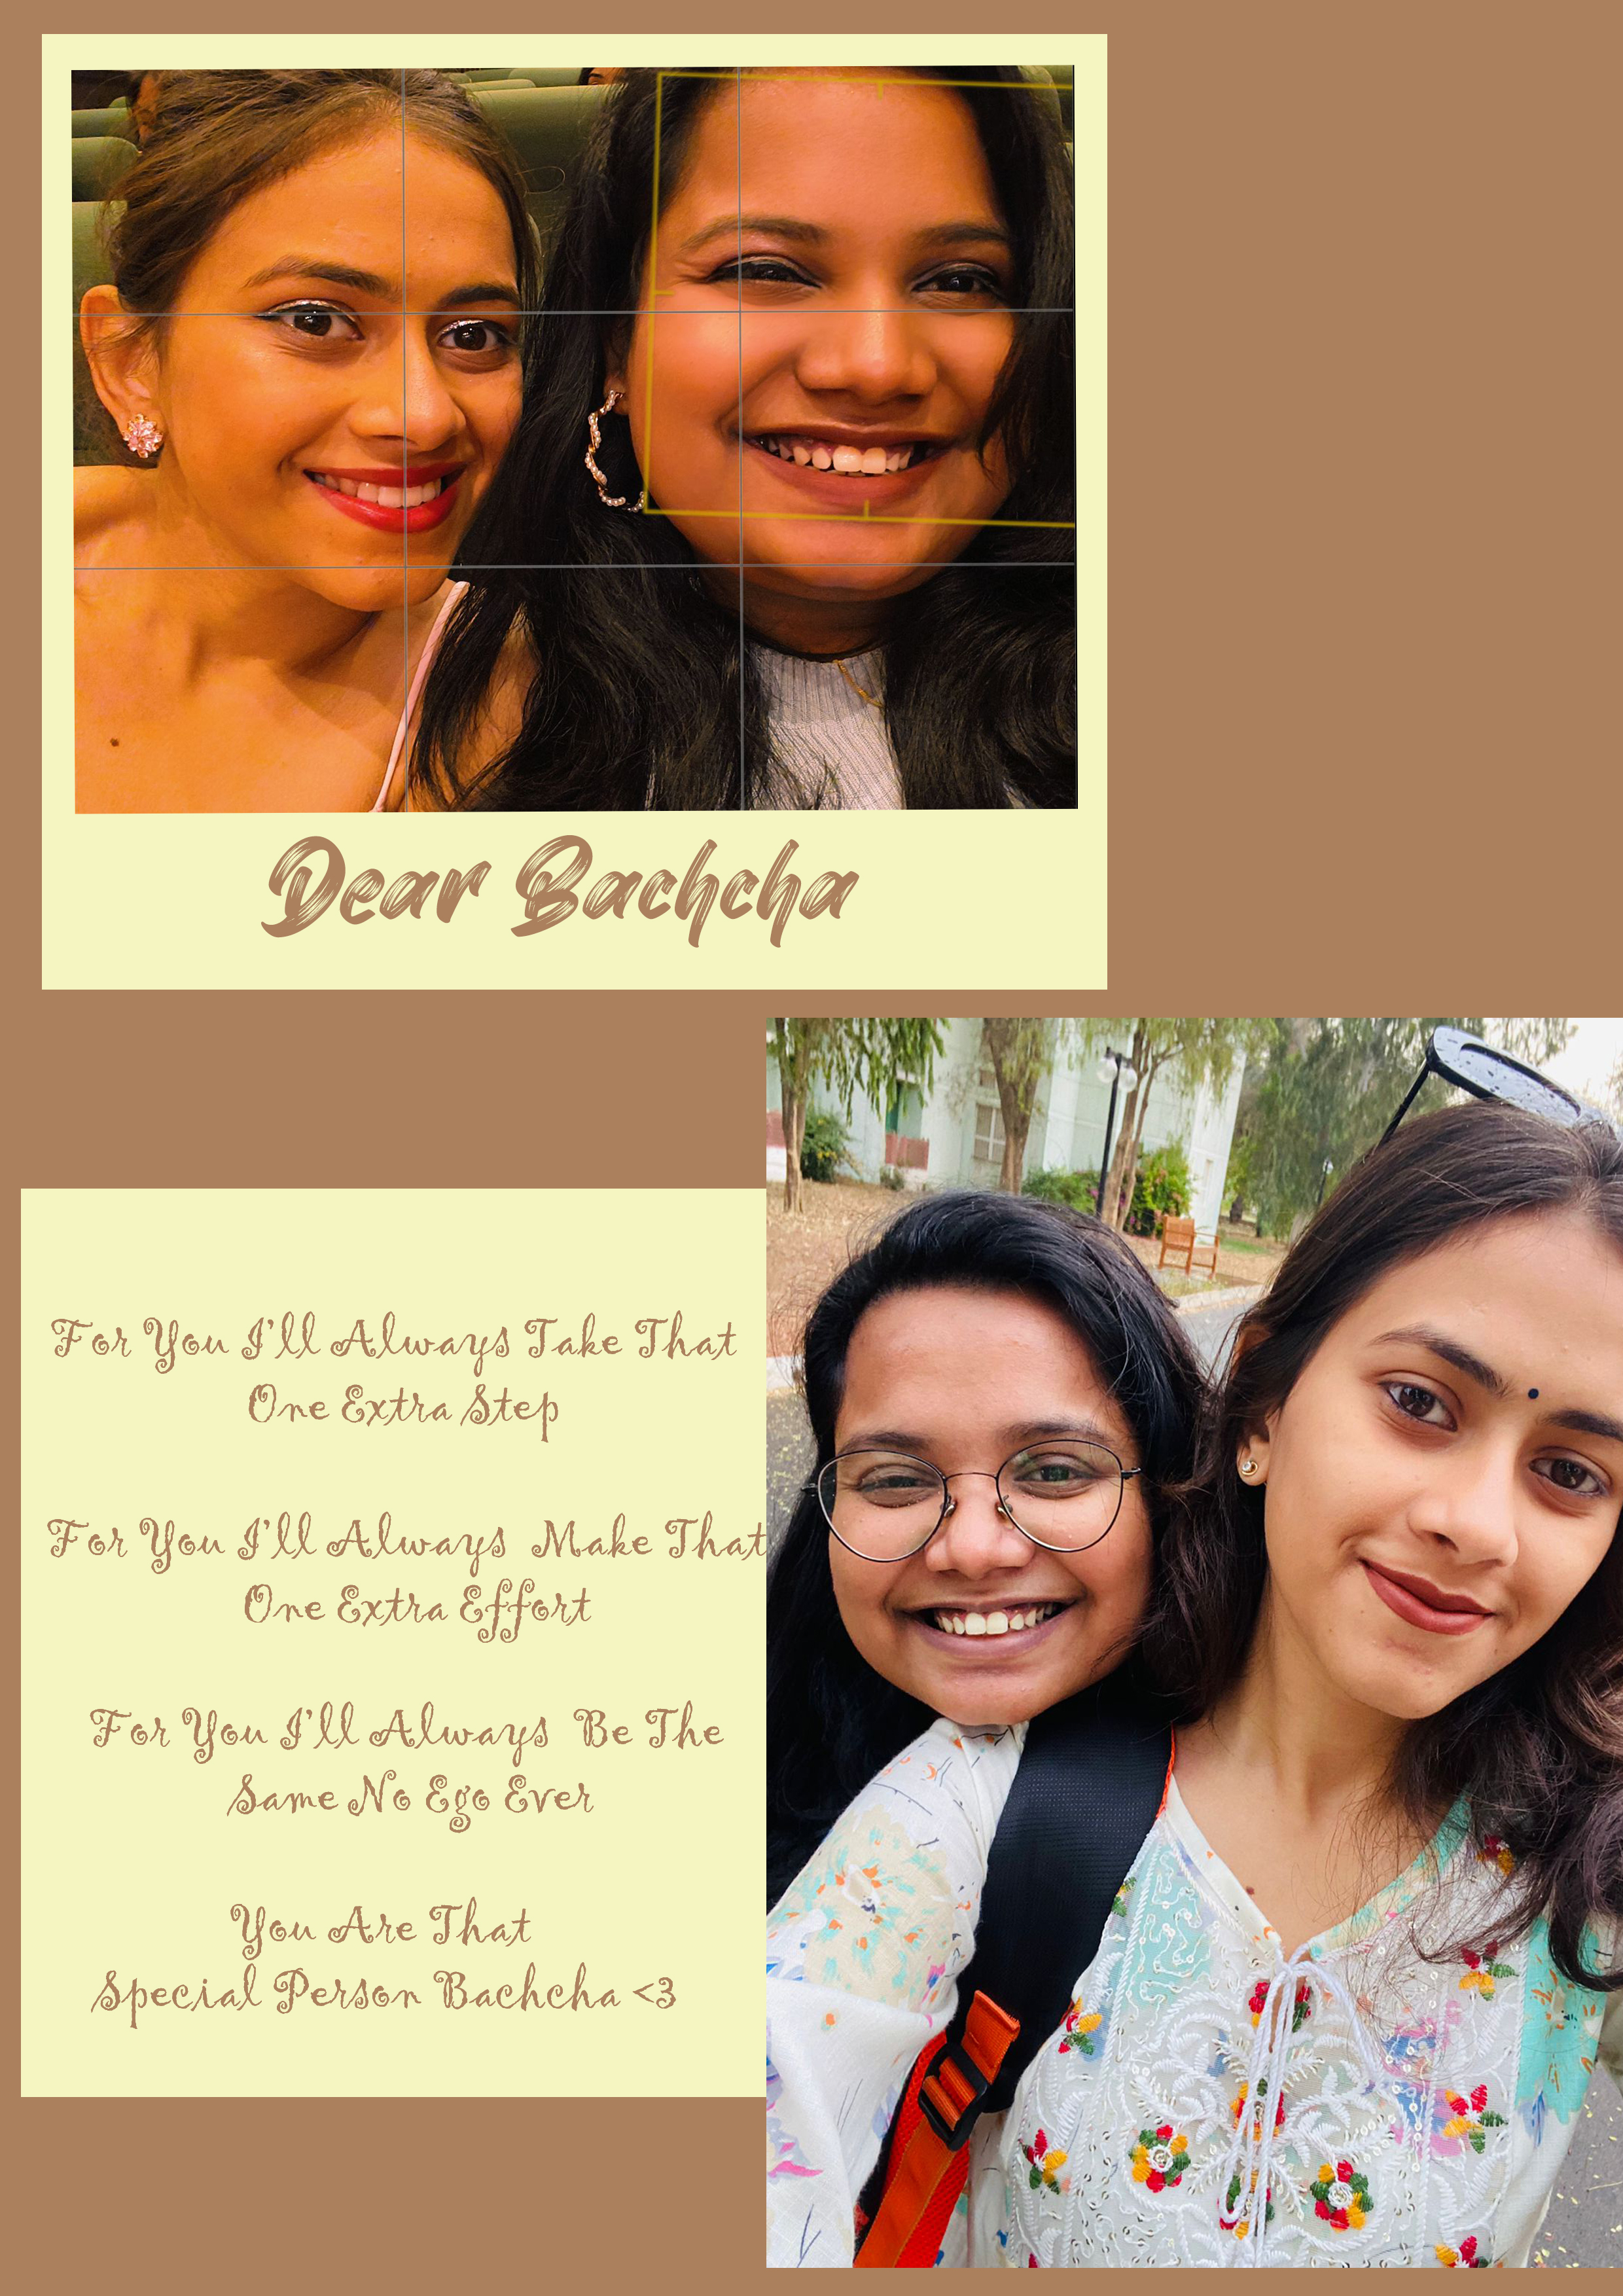 Dear Bachcha
For You I'll Always Take That
One Extra Step
For You I'll Always Make That
One Extra Effort
For You I'll Always Be The
Same No Ego Ever
You Are That
Special Person Bachcha <3